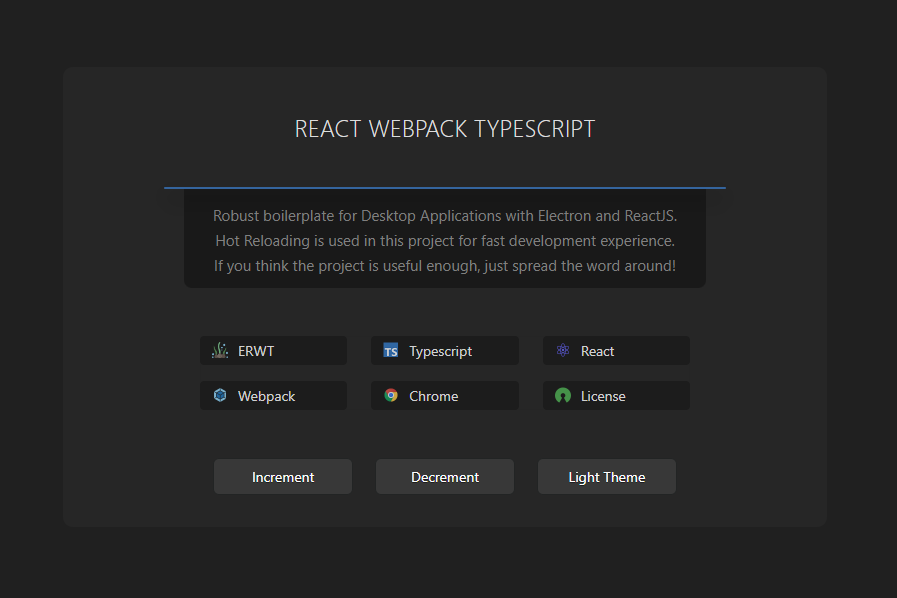 REACT WEBPACK TYPESCRIPT
Robust boilerplate for Desktop Applications with Electron and ReactJS.
Hot Reloading is used in this project for fast development experience.
If you think the project is useful enough, just spread the word around!
ERWT
TS Typescript
React
Webpack
Chrome
License
Increment
Decrement
Light Theme